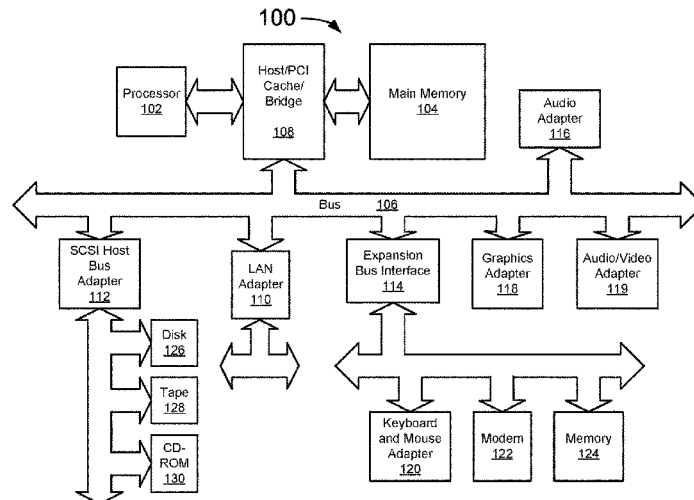 100
Processor
102
Host/PCI
Cache/
Bridge
108
Main Memory
104
Audio
Adapter
116
Bus 106
SCSI Host
Bus
Adapter
112
LAN
Adapter
110
Expansion
Bus Interface
114
Graphics
Adapter
118
Audio/Video
Adapter
119
Disk
126
Tape
128
CD-
ROM
130
Keyboard
and Mouse
Adapter
120
Modem
122
Memory
124